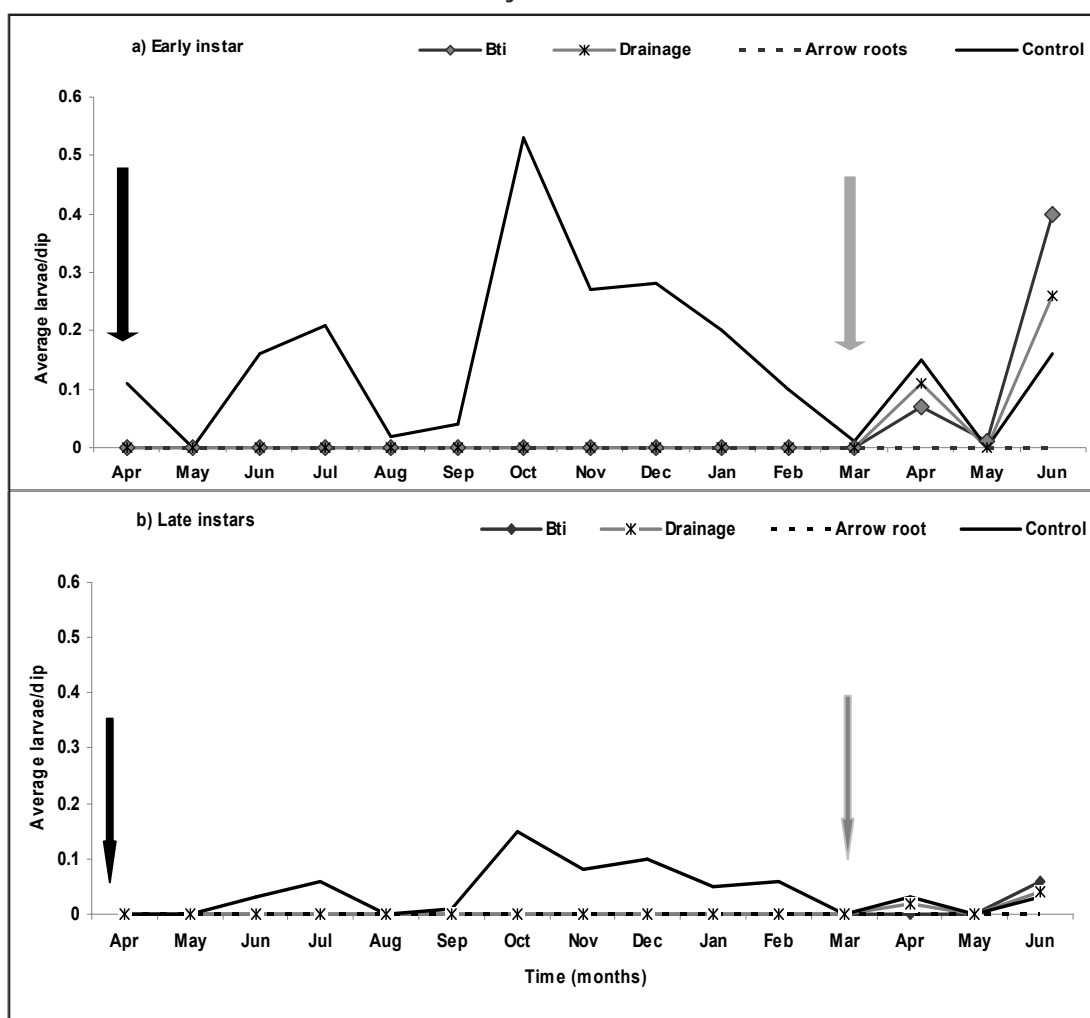 a) Early instar
Bti Drainage Arrow roots Control
Average larvae/dip
0.6
0.5
0.4
0.3
0.2
0.1
0
Apr May Jun Jul Aug Sep Oct Nov Dec Jan Feb Mar Apr May Jun
b) Late instars
Bti Drainage Arrow root Control
Average larvae/dip
0.6
0.5
0.4
0.3
0.2
0.1
0
Apr May Jun Jul Aug Sep Oct Nov Dec Jan Feb Mar Apr May Jun
Time (months)